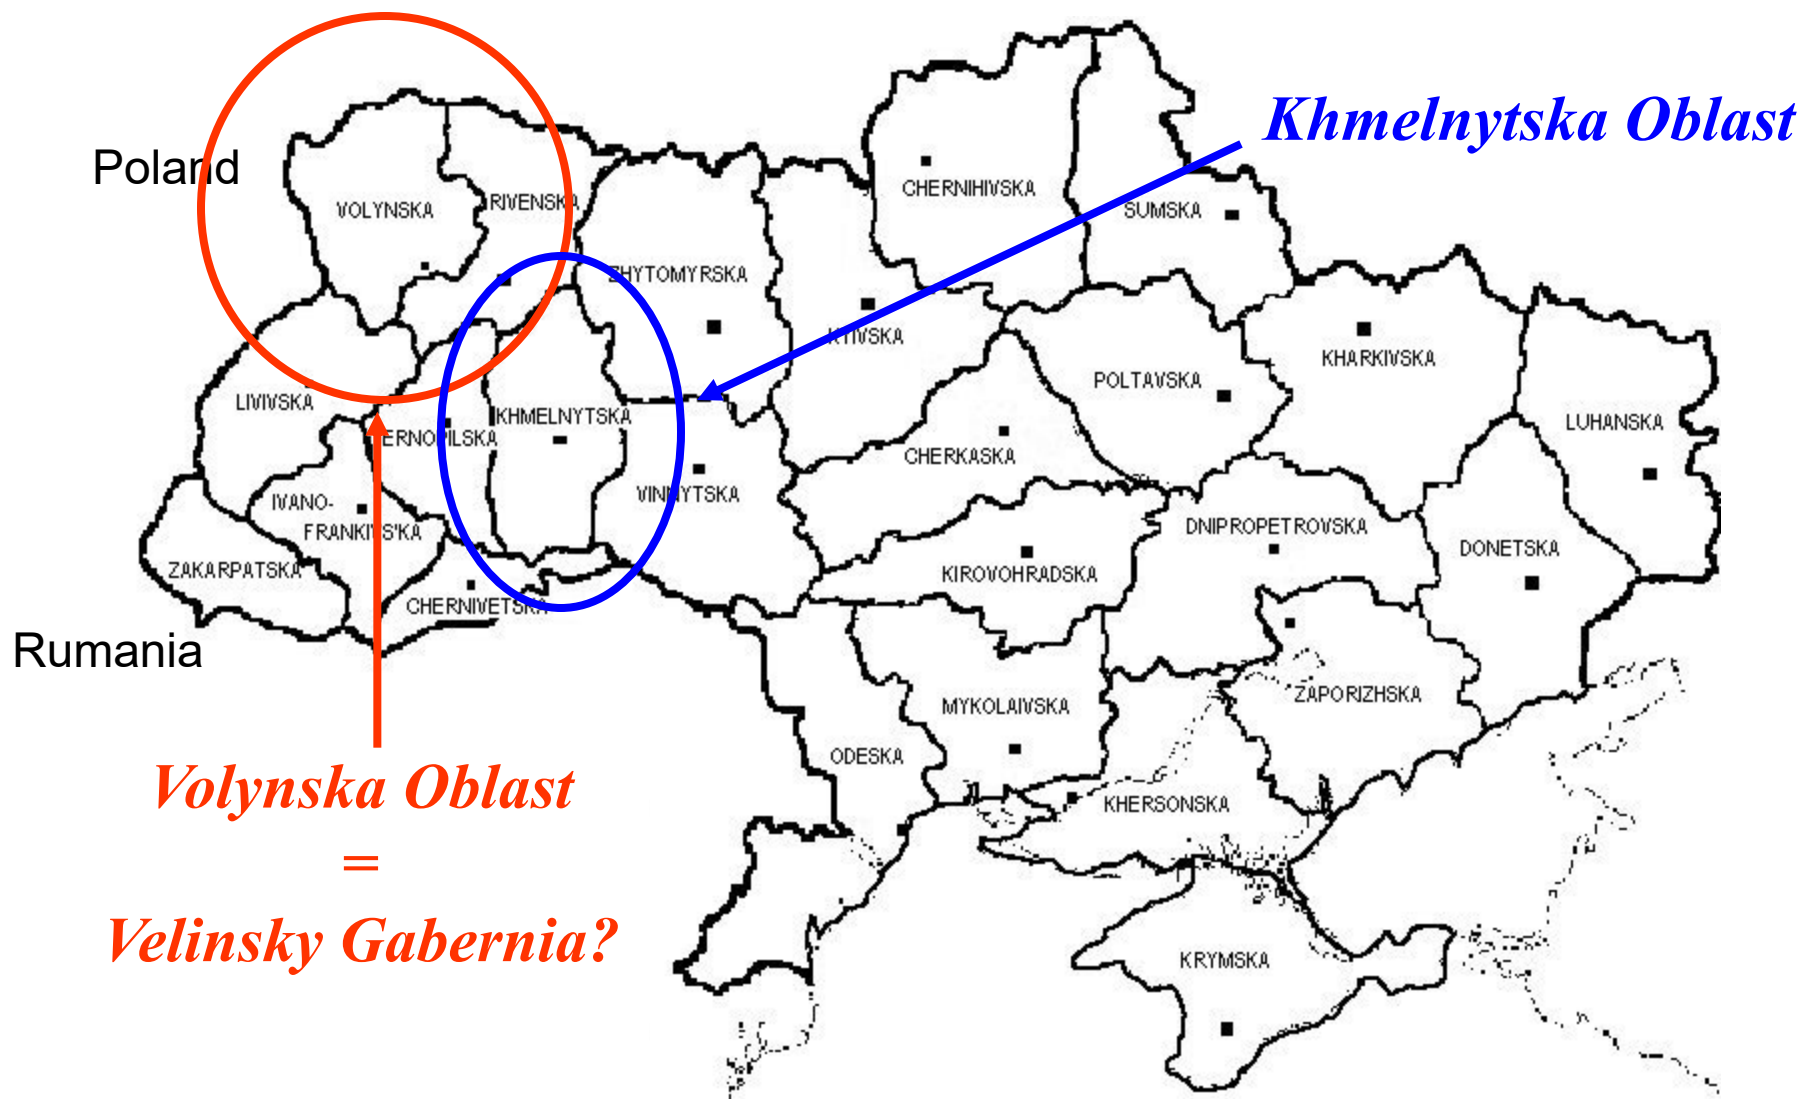 Khmelnytska Oblast
Poland
CHERNIHIVSKA
VOLYNSKA
RIVENSKA
SUMSKA
ZHYTOMYRSKA
KYIVSKA
KHARKIVSKA
POLTAVSKA
LIVIVSKA
KHMELNYTSKA
LUHANSKA
TERNOPILSKA
CHERKASKA
VINNYTSKA
IVANO-
FRANKIVS'KA
DNIPROPETROVSKA
DONETSKA
ZAKARPATSKA
KIROVOHRADSKA
CHERNIVETSKA
Rumania
ZAPORIZHSKA
MYKOLAIVSKA
ODESKA
KHERSONSKA
Volynska Oblast
=
Velinsky Gabernia?
KRYMSKA